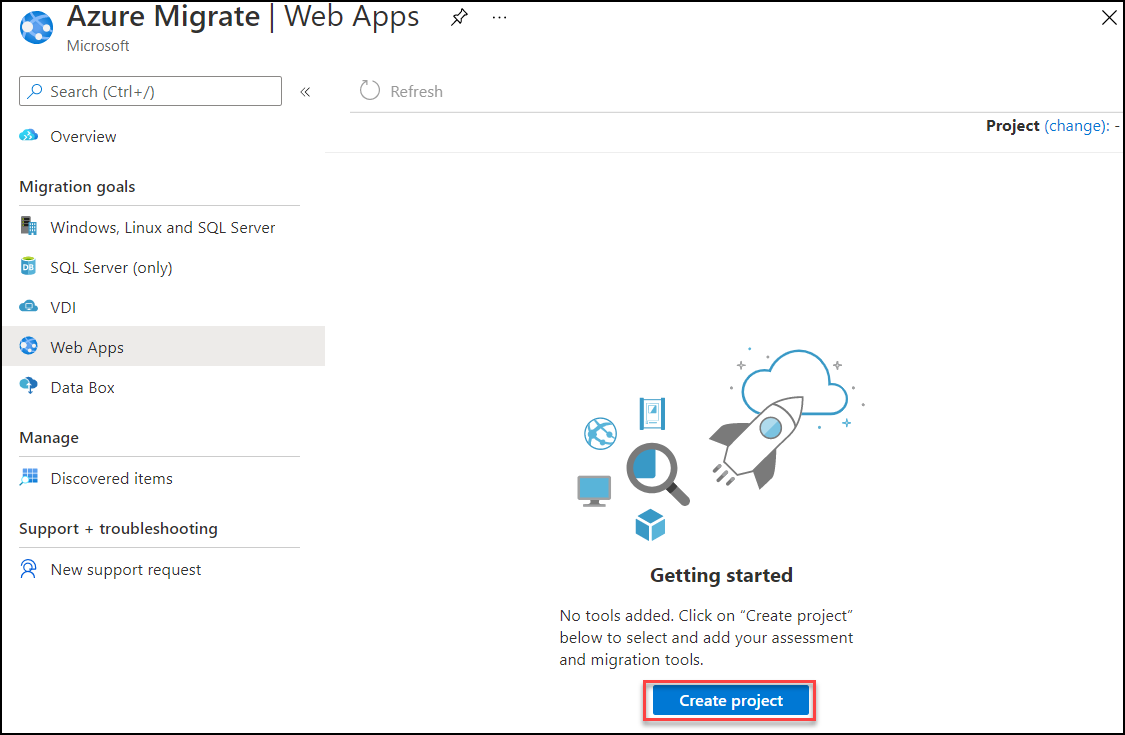 Azure Migrate | Web Apps
Microsoft
Search (Ctrl+/)
«
Refresh
Project (change): -
Overview
Migration goals
Windows, Linux and SQL Server
SQL Server (only)
DB
VDI
Web Apps
Data Box
Manage
Discovered items
Support + troubleshooting
New support request
Getting started
No tools added. Click on “Create project”
below to select and add your assessment
and migration tools.
Create project